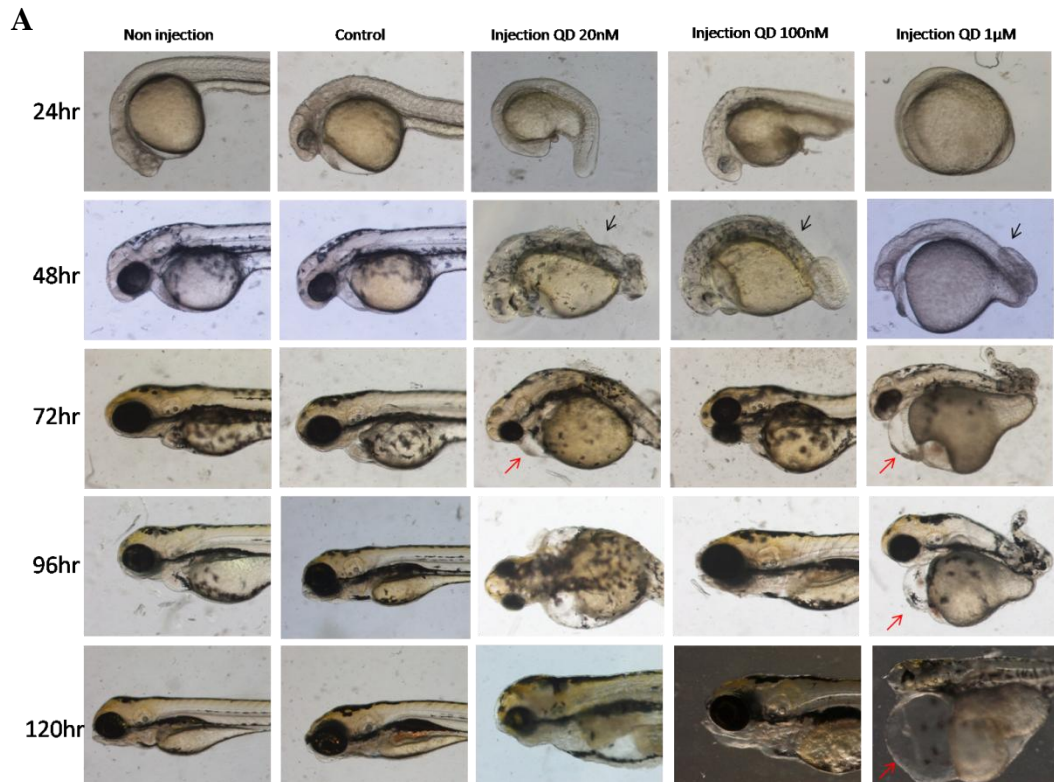 A
Non injection
Control
Injection QD 20nM
Injection QD 100nM
Injection QD 1μM
24hr
48hr
72hr
96hr
120hr